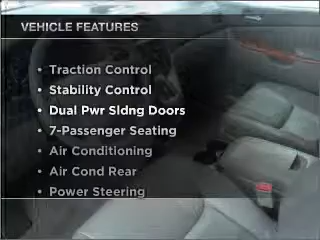 VEHICLE FEATURES
• Traction Control
• Stability Control
• Dual Pwr Sldng Doors
• 7-Passenger Seating
• Air Conditioning
• Air Cond Rear
• Power Steering